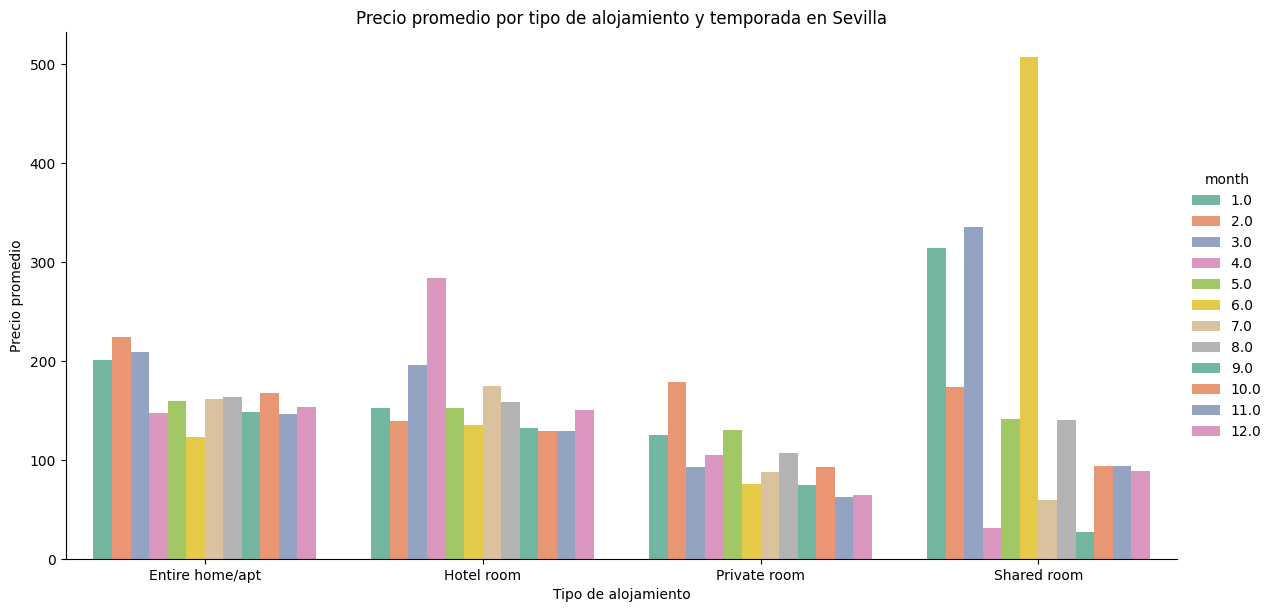 Precio promedio por tipo de alojamiento y temporada en Sevilla
500
400
300
200
100
0
Precio promedio
Entire home/apt
Hotel room
Private room
Shared room
Tipo de alojamiento
month
1.0
2.0
3.0
4.0
5.0
6.0
7.0
8.0
9.0
10.0
11.0
12.0